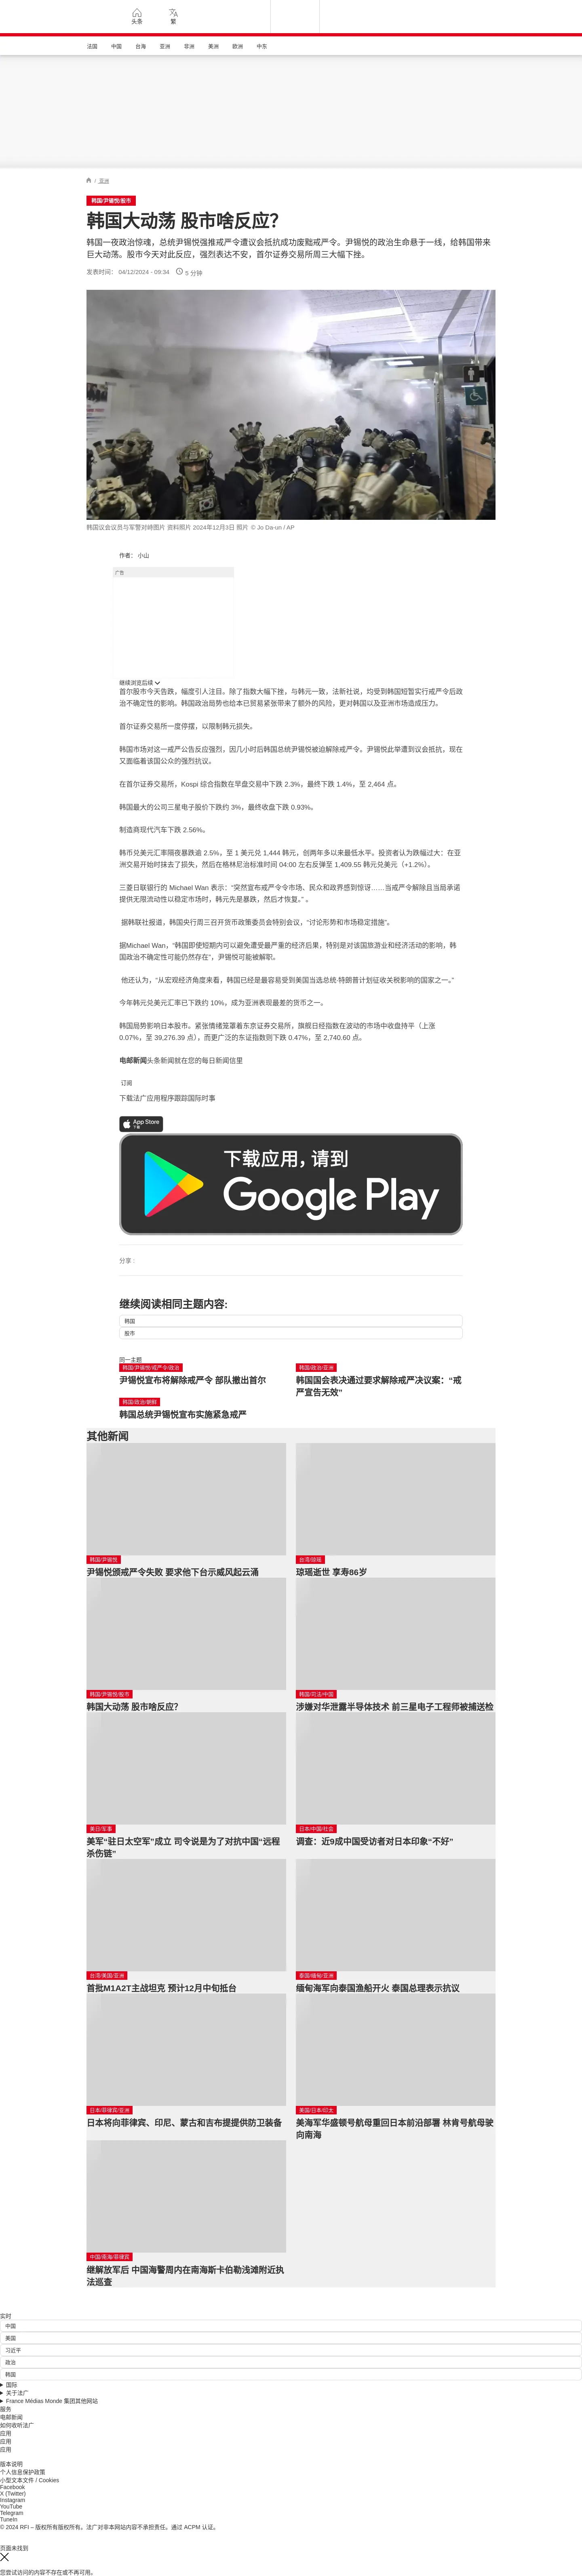 头条
繁
法国
中国
台海
亚洲
非洲
美洲
欧洲
中东
/ 亚洲
韩国/尹锡悦/股市
韩国大动荡 股市啥反应？
韩国一夜政治惊魂，总统尹锡悦强推戒严令遭议会抵抗成功废黜戒严令。尹锡悦的政治生命悬于一线，给韩国带来
巨大动荡。股市今天对此反应，强烈表达不安，首尔证券交易所周三大幅下挫。
发表时间： 04/12/2024 - 09:34
5 分钟
韩国议会议员与军警对峙图片 资料照片 2024年12月3日 照片 © Jo Da-un / AP
作者： 小山
广告
继续浏览后续
首尔股市今天告跌，幅度引人注目。除了指数大幅下挫，与韩元一致，法新社说，均受到韩国短暂实行戒严令后政
治不确定性的影响。韩国政治局势也给本已贸易紧张带来了额外的风险，更对韩国以及亚洲市场造成压力。
首尔证券交易所一度停摆，以限制韩元损失。
韩国市场对这一戒严公告反应强烈，因几小时后韩国总统尹锡悦被迫解除戒严令。尹锡悦此举遭到议会抵抗，现在
又面临着该国公众的强烈抗议。
在首尔证券交易所，Kospi 综合指数在早盘交易中下跌 2.3%，最终下跌 1.4%，至 2,464 点。
韩国最大的公司三星电子股价下跌约 3%，最终收盘下跌 0.93%。
制造商现代汽车下跌 2.56%。
韩币兑美元汇率隔夜暴跌逾 2.5%，至 1 美元兑 1,444 韩元，创两年多以来最低水平。投资者认为跌幅过大：在亚
洲交易开始时抹去了损失，然后在格林尼治标准时间 04:00 左右反弹至 1,409.55 韩元兑美元（+1.2%）。
三菱日联银行的 Michael Wan 表示：“突然宣布戒严令令市场、民众和政界感到惊讶……当戒严令解除且当局承诺
提供无限流动性以稳定市场时，韩元先是暴跌，然后才恢复。” 。
据韩联社报道，韩国央行周三召开货币政策委员会特别会议，“讨论形势和市场稳定措施”。
据Michael Wan，“韩国即使短期内可以避免遭受最严重的经济后果，特别是对该国旅游业和经济活动的影响，韩
国政治不确定性可能仍然存在”，尹锡悦可能被解职。
他还认为，“从宏观经济角度来看，韩国已经是最容易受到美国当选总统·特朗普计划征收关税影响的国家之一。”
今年韩元兑美元汇率已下跌约 10%，成为亚洲表现最差的货币之一。
韩国局势影响日本股市。紧张情绪笼罩着东京证券交易所，旗舰日经指数在波动的市场中收盘持平（上涨
0.07%，至 39,276.39 点），而更广泛的东证指数则下跌 0.47%，至 2,740.60 点。
电邮新闻头条新闻就在您的每日新闻信里
订阅
下载法广应用程序跟踪国际时事
App Store
下载
下载应用，请到
Google Play
分享 :
继续阅读相同主题内容:
韩国
股市
同一主题
韩国/尹锡悦/戒严令/政治
尹锡悦宣布将解除戒严令 部队撤出首尔
韩国/政治/亚洲
韩国国会表决通过要求解除戒严决议案：“戒
严宣告无效”
韩国/政治/朝鲜
韩国总统尹锡悦宣布实施紧急戒严
其他新闻
韩国/尹锡悦
尹锡悦颁戒严令失败 要求他下台示威风起云涌
台湾/琼瑶
琼瑶逝世 享寿86岁
韩国/尹锡悦/股市
韩国大动荡 股市啥反应？
韩国/司法/中国
涉嫌对华泄露半导体技术 前三星电子工程师被捕送检
美日/军事
美军“驻日太空军”成立 司令说是为了对抗中国“远程
杀伤链”
日本/中国/社会
调查：近9成中国受访者对日本印象“不好”
台湾/美国/亚洲
首批M1A2T主战坦克 预计12月中旬抵台
泰国/缅甸/亚洲
缅甸海军向泰国渔船开火 泰国总理表示抗议
日本/菲律宾/亚洲
日本将向菲律宾、印尼、蒙古和吉布提提供防卫装备
美国/日本/印太
美海军华盛顿号航母重回日本前沿部署 林肯号航母驶
向南海
中国/南海/菲律宾
继解放军后 中国海警周内在南海斯卡伯勒浅滩附近执
法巡查
实时
中国
美国
习近平
政治
韩国
国际
关于法广
France Médias Monde 集团其他网站
服务
电邮新闻
如何收听法广
应用
应用
应用
版本说明
个人信息保护政策
小型文本文件 / Cookies
Facebook
X (Twitter)
Instagram
YouTube
Telegram
TuneIn
© 2024 RFI – 版权所有版权所有。法广对非本网站内容不承担责任。通过 ACPM 认证。
页面未找到
您尝试访问的内容不存在或不再可用。